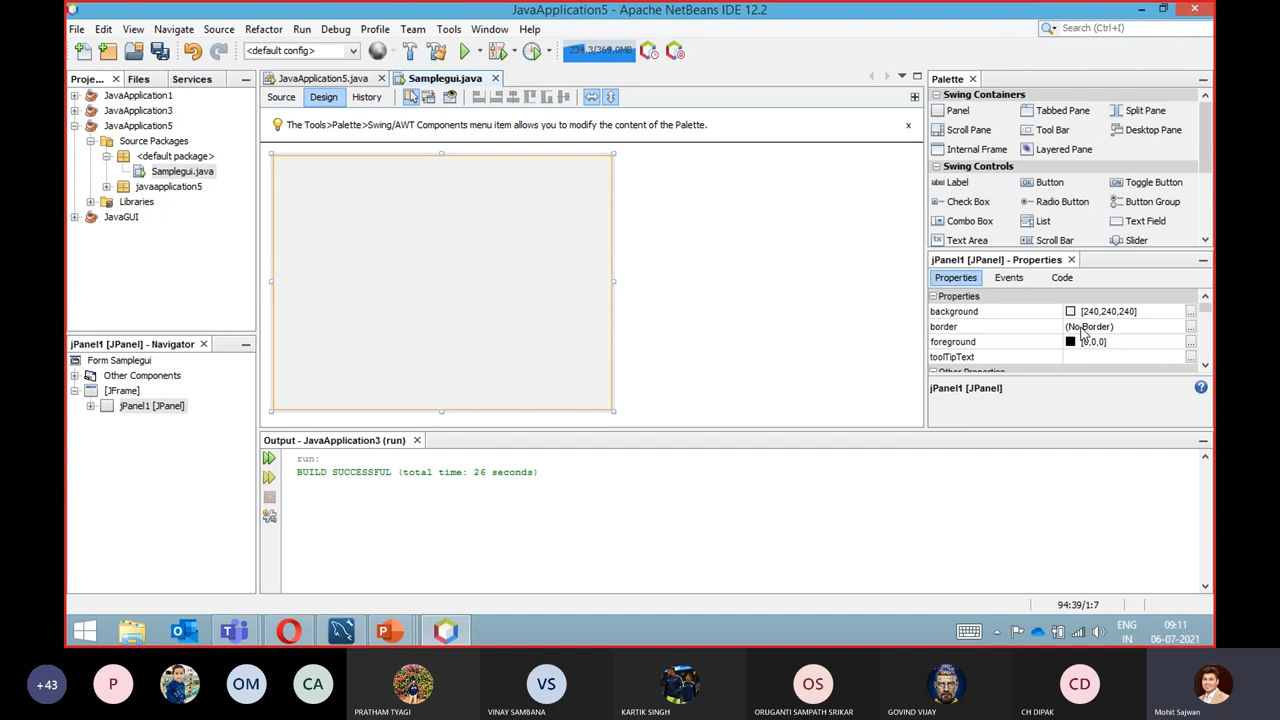 JavaApplication5 - Apache NetBeans IDE 12.2
File Edit View Navigate Source Refactor Run Debug Profile Team Tools Window Help
Search (Ctrl+I)
<default config>
234.3/369.0MB
Proje... Files Services
JavaApplication5.java Samplegui.java
Palette
Source Design History
The Tools>Palette>Swing/AWT Components menu item allows you to modify the content of the Palette. x
JavaApplication1
JavaApplication3
JavaApplication5
Source Packages
<default package>
Samplegui.java
javaapplication5
Libraries
JavaGUI
Swing Containers
Panel Tabbed Pane Split Pane
Scroll Pane Tool Bar Desktop Pane
Internal Frame Layered Pane
Swing Controls
Label Button Toggle Button
Check Box Radio Button Button Group
Combo Box List Text Field
Text Area Scroll Bar Slider
jPanel1 [JPanel] - Properties
Properties Events Code
Properties
background [240,240,240] ...
border (No Border) ...
foreground [0,0,0] ...
toolTipText ...
Other Properties
jPanel1 [JPanel]
jPanel1 [JPanel] - Navigator
Form Samplegui
Other Components
[JFrame]
jPanel1 [JPanel]
Output - JavaApplication3 (run)
run:
BUILD SUCCESSFUL (total time: 26 seconds)
94:39/1:7
ENG
IN
09:11
06-07-2021
+43 P OM CA VS OS CD
PRATHAM TYAGI VINAY SAMBANA KARTIK SINGH ORUGANTI SAMPATH SRIKAR GOVIND VIJAY CH DIPAK Mohit Sajwan